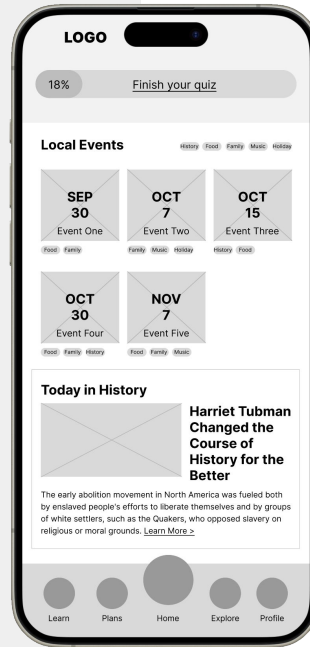 LOGO
18% Finish your quiz
Local Events
History Food Family Music Holiday
SEP
30
Event One
Food Family
OCT
7
Event Two
Family Music Holiday
OCT
15
Event Three
History Food
OCT
30
Event Four
Food Family History
NOV
7
Event Five
Food Family Music
Today in History
Harriet Tubman
Changed the
Course of
History for the
Better
The early abolition movement in North America was fueled both
by enslaved people's efforts to liberate themselves and by groups
of white settlers, such as the Quakers, who opposed slavery on
religious or moral grounds. Learn More >
Learn Plans Home Explore Profile